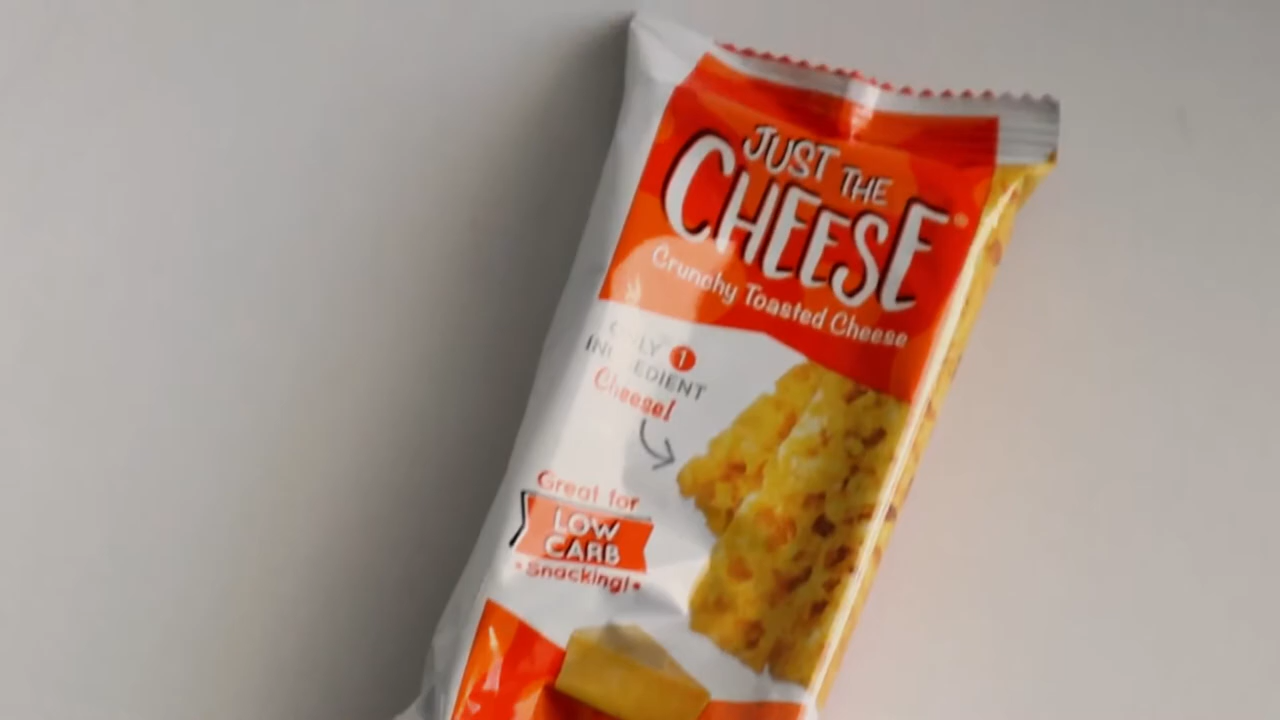 JUST THE
CHEESE®
Crunchy Toasted Cheese
ONLY 1
INGREDIENT
Cheese!
Great for
LOW
CARB
• Snacking! •